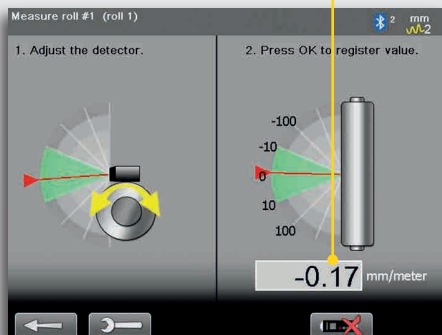 Measure roll #1 (roll 1)
2
mm
2
1. Adjust the detector.
2. Press OK to register value.
-100
-10
0
10
100
-0.17 mm/meter